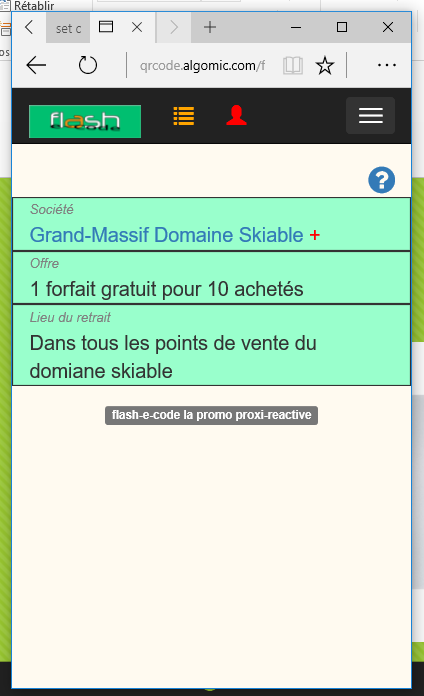 Rétablir
set c
qrcode.algomic.com/f
flash
e-code
Société
Grand-Massif Domaine Skiable +
Offre
1 forfait gratuit pour 10 achetés
Lieu du retrait
Dans tous les points de vente du
domiane skiable
flash-e-code la promo proxi-reactive